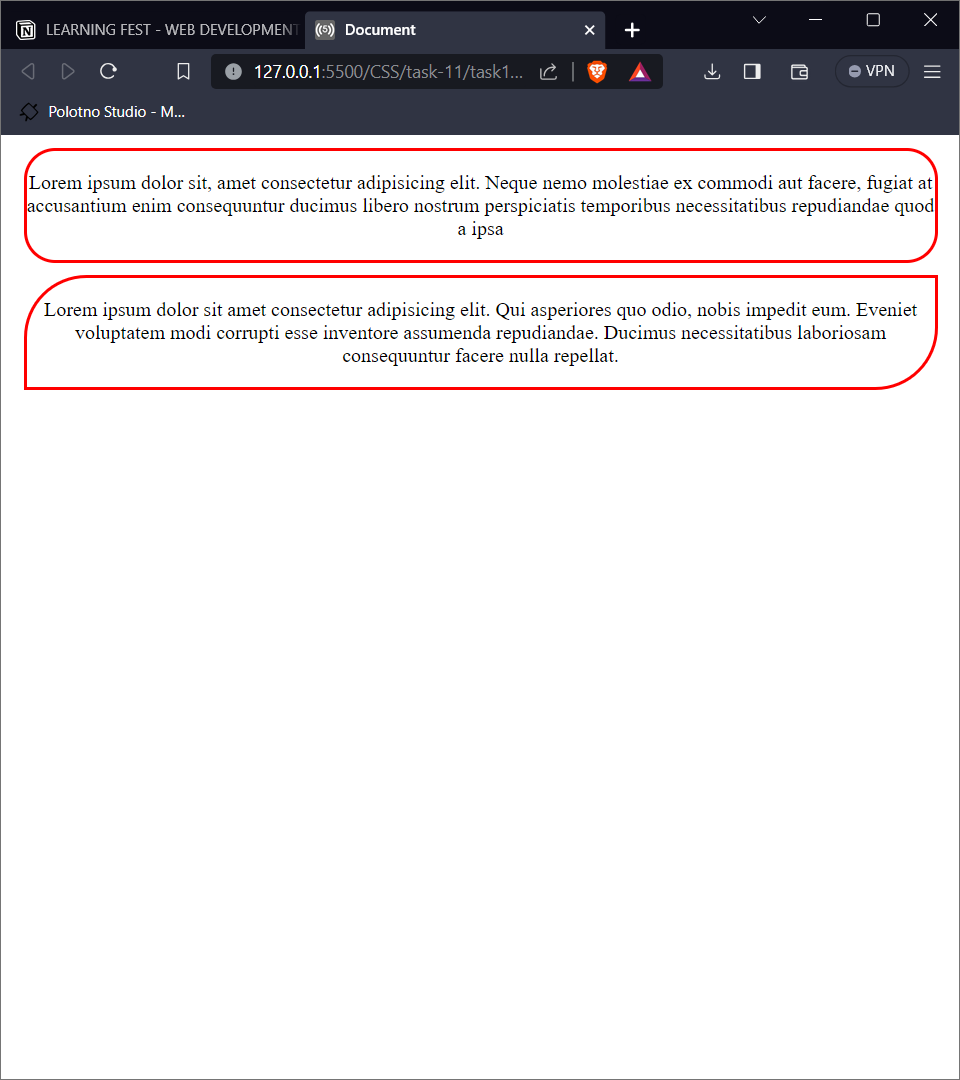 LEARNING FEST - WEB DEVELOPMENT
Document
127.0.0.1:5500/CSS/task-11/task1...
VPN
Polotno Studio - M...
Lorem ipsum dolor sit, amet consectetur adipisicing elit. Neque nemo molestiae ex commodi aut facere, fugiat at
accusantium enim consequuntur ducimus libero nostrum perspiciatis temporibus necessitatibus repudiandae quod
a ipsa
Lorem ipsum dolor sit amet consectetur adipisicing elit. Qui asperiores quo odio, nobis impedit eum. Eveniet
voluptatem modi corrupti esse inventore assumenda repudiandae. Ducimus necessitatibus laboriosam
consequuntur facere nulla repellat.